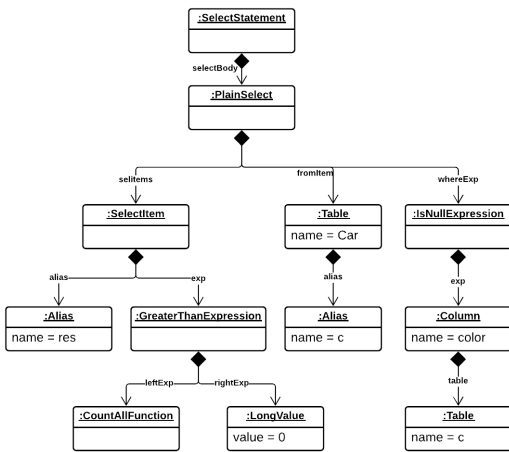 :SelectStatement
selectBody
:PlainSelect
selItems
fromItem
whereExp
:SelectItem
:Table
name = Car
:IsNullExpression
alias
exp
alias
exp
:Alias
name = res
:GreaterThanExpression
:Alias
name = c
:Column
name = color
leftExp
rightExp
table
:CountAllFunction
:LongValue
value = 0
:Table
name = c